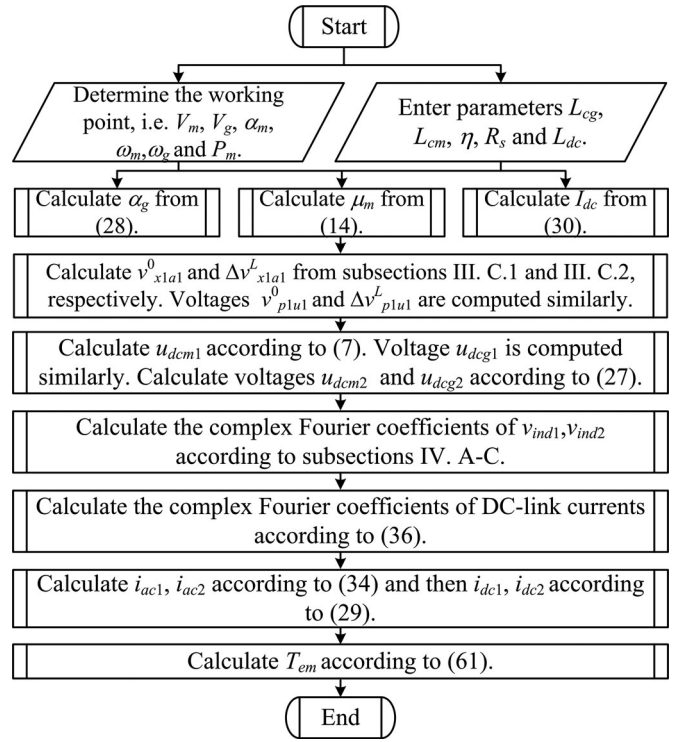 Start
Determine the working
point, i.e. Vm, Vg, αm,
ωm,ωg and Pm.
Enter parameters Lcg,
Lcm, η, Rs and Ldc.
Calculate αg from
(28).
Calculate μm from
(14).
Calculate Idc from
(30).
Calculate v⁰x1a1 and Δvᴸx1a1 from subsections III. C.1 and III. C.2,
respectively. Voltages v⁰p1u1 and Δvᴸp1u1 are computed similarly.
Calculate udcm1 according to (7). Voltage udcg1 is computed
similarly. Calculate voltages udcm2 and udcg2 according to (27).
Calculate the complex Fourier coefficients of vind1,vind2
according to subsections IV. A-C.
Calculate the complex Fourier coefficients of DC-link currents
according to (36).
Calculate iac1, iac2 according to (34) and then idc1, idc2 according
to (29).
Calculate Tem according to (61).
End